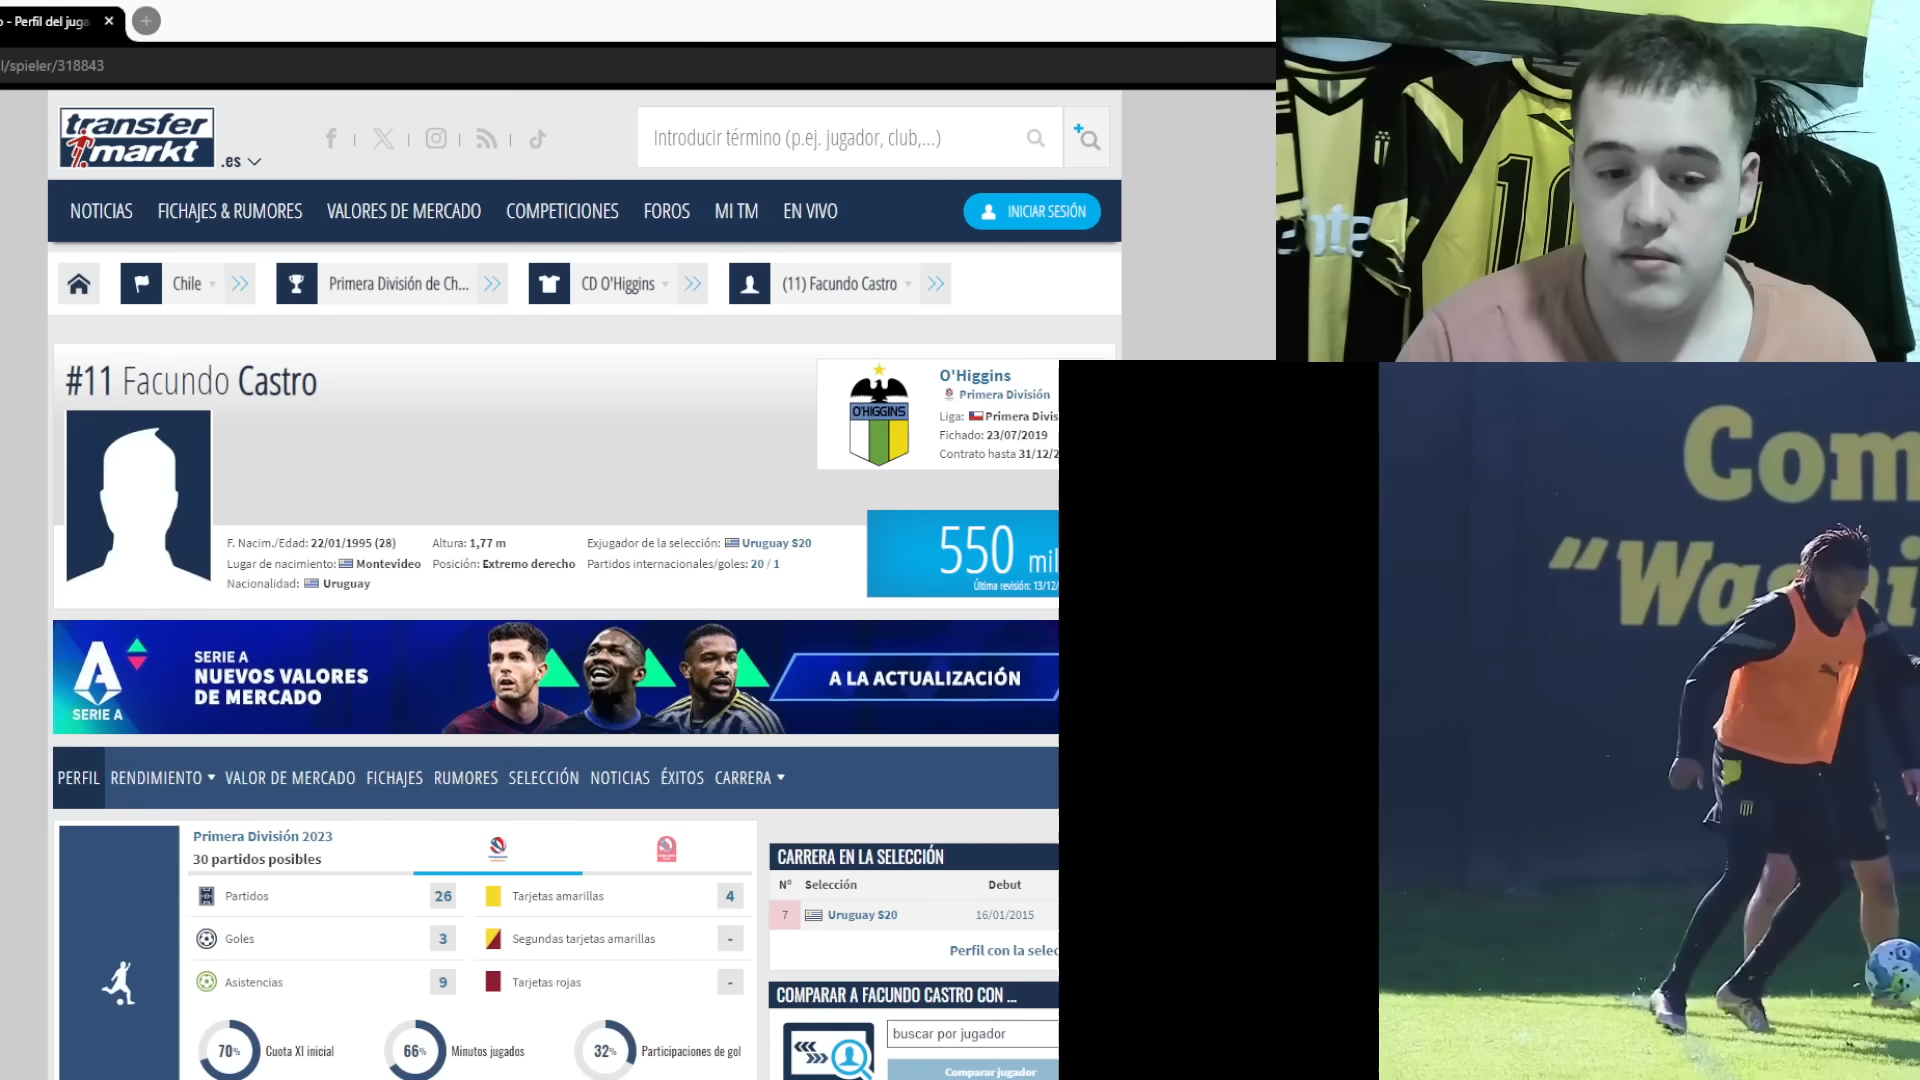 o - Perfil del juga
l/spieler/318843
transfer
markt
.es
Introducir término (p.ej. jugador, club,...)
NOTICIAS FICHAJES & RUMORES VALORES DE MERCADO COMPETICIONES FOROS MI TM EN VIVO INICIAR SESIÓN
Chile Primera División de Ch... CD O'Higgins (11) Facundo Castro
#11 Facundo Castro
O'HIGGINS
O'Higgins
Primera División
Liga: Primera Divis
Fichado: 23/07/2019
Contrato hasta 31/12/2
550 mil
Última revisión: 13/12/
F. Nacim./Edad: 22/01/1995 (28) Altura: 1,77 m Exjugador de la selección: Uruguay S20
Lugar de nacimiento: Montevideo Posición: Extremo derecho Partidos internacionales/goles: 20 / 1
Nacionalidad: Uruguay
SERIE A
SERIE A
NUEVOS VALORES
DE MERCADO
A LA ACTUALIZACIÓN
PERFIL RENDIMIENTO VALOR DE MERCADO FICHAJES RUMORES SELECCIÓN NOTICIAS ÉXITOS CARRERA
Primera División 2023
30 partidos posibles
Partidos 26 Tarjetas amarillas 4
Goles 3 Segundas tarjetas amarillas -
Asistencias 9 Tarjetas rojas -
70% Cuota XI inicial 66% Minutos jugados 32% Participaciones de gol
CARRERA EN LA SELECCIÓN
Nº Selección Debut
7 Uruguay S20 16/01/2015
Perfil con la selec
COMPARAR A FACUNDO CASTRO CON ...
buscar por jugador
Comparar jugador
10
Com
"Wa